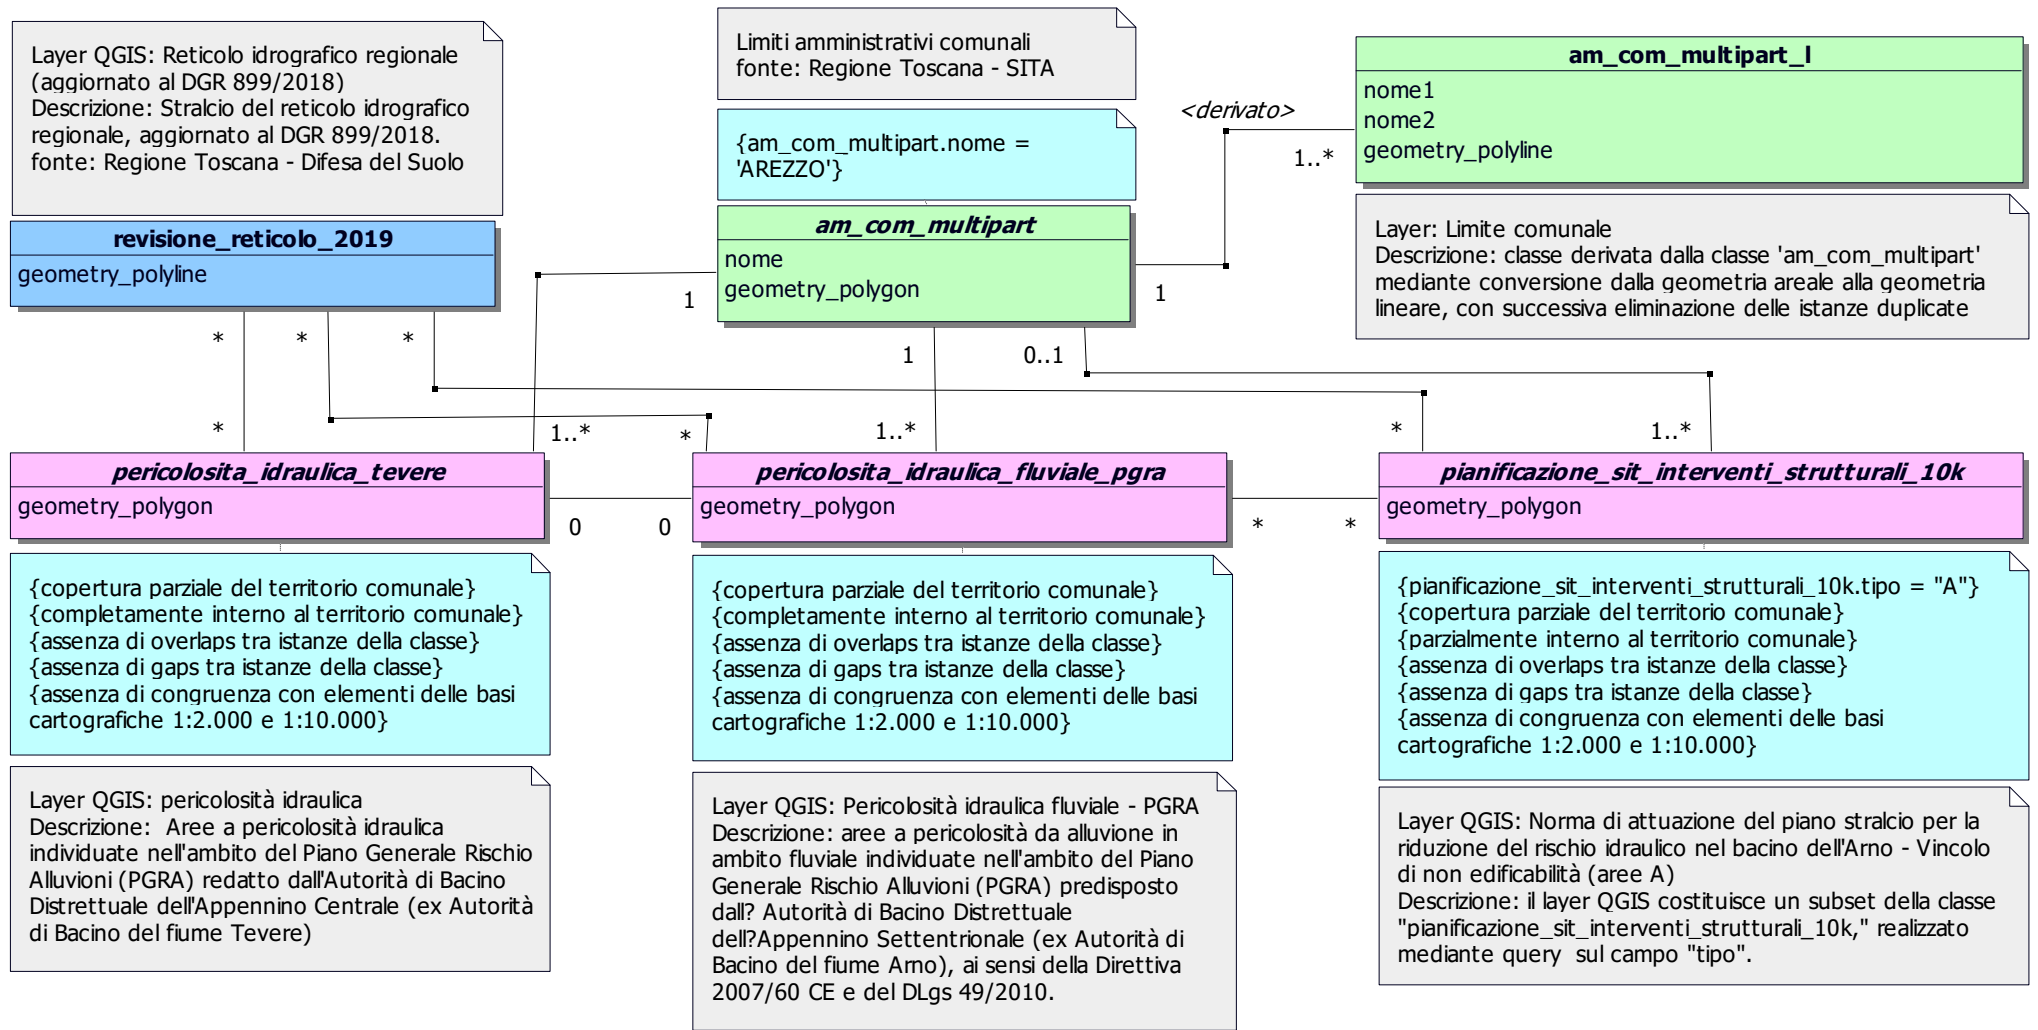 Layer QGIS: Reticolo idrografico regionale
(aggiornato al DGR 899/2018)
Descrizione: Stralcio del reticolo idrografico
regionale, aggiornato al DGR 899/2018.
fonte: Regione Toscana - Difesa del Suolo
Limiti amministrativi comunali
fonte: Regione Toscana - SITA
{am_com_multipart.nome =
'AREZZO'}
<derivato>
1..*
am_com_multipart_l
nome1
nome2
geometry_polyline
Layer: Limite comunale
Descrizione: classe derivata dalla classe 'am_com_multipart'
mediante conversione dalla geometria areale alla geometria
lineare, con successiva eliminazione delle istanze duplicate
revisione_reticolo_2019
geometry_polyline
am_com_multipart
nome
geometry_polygon
1
1
* * *
1 0..1
* 1..* * 1..* * 1..*
pericolosita_idraulica_tevere
geometry_polygon
0 0
pericolosita_idraulica_fluviale_pgra
geometry_polygon
* *
pianificazione_sit_interventi_strutturali_10k
geometry_polygon
{copertura parziale del territorio comunale}
{completamente interno al territorio comunale}
{assenza di overlaps tra istanze della classe}
{assenza di gaps tra istanze della classe}
{assenza di congruenza con elementi delle basi
cartografiche 1:2.000 e 1:10.000}
{copertura parziale del territorio comunale}
{completamente interno al territorio comunale}
{assenza di overlaps tra istanze della classe}
{assenza di gaps tra istanze della classe}
{assenza di congruenza con elementi delle basi
cartografiche 1:2.000 e 1:10.000}
{pianificazione_sit_interventi_strutturali_10k.tipo = "A"}
{copertura parziale del territorio comunale}
{parzialmente interno al territorio comunale}
{assenza di overlaps tra istanze della classe}
{assenza di gaps tra istanze della classe}
{assenza di congruenza con elementi delle basi
cartografiche 1:2.000 e 1:10.000}
Layer QGIS: pericolosità idraulica
Descrizione:  Aree a pericolosità idraulica
individuate nell'ambito del Piano Generale Rischio
Alluvioni (PGRA) redatto dall'Autorità di Bacino
Distrettuale dell'Appennino Centrale (ex Autorità
di Bacino del fiume Tevere)
Layer QGIS: Pericolosità idraulica fluviale - PGRA
Descrizione: aree a pericolosità da alluvione in
ambito fluviale individuate nell'ambito del Piano
Generale Rischio Alluvioni (PGRA) predisposto
dall? Autorità di Bacino Distrettuale
dell?Appennino Settentrionale (ex Autorità di
Bacino del fiume Arno), ai sensi della Direttiva
2007/60 CE e del DLgs 49/2010.
Layer QGIS: Norma di attuazione del piano stralcio per la
riduzione del rischio idraulico nel bacino dell'Arno - Vincolo
di non edificabilità (aree A)
Descrizione: il layer QGIS costituisce un subset della classe
"pianificazione_sit_interventi_strutturali_10k," realizzato
mediante query  sul campo "tipo".